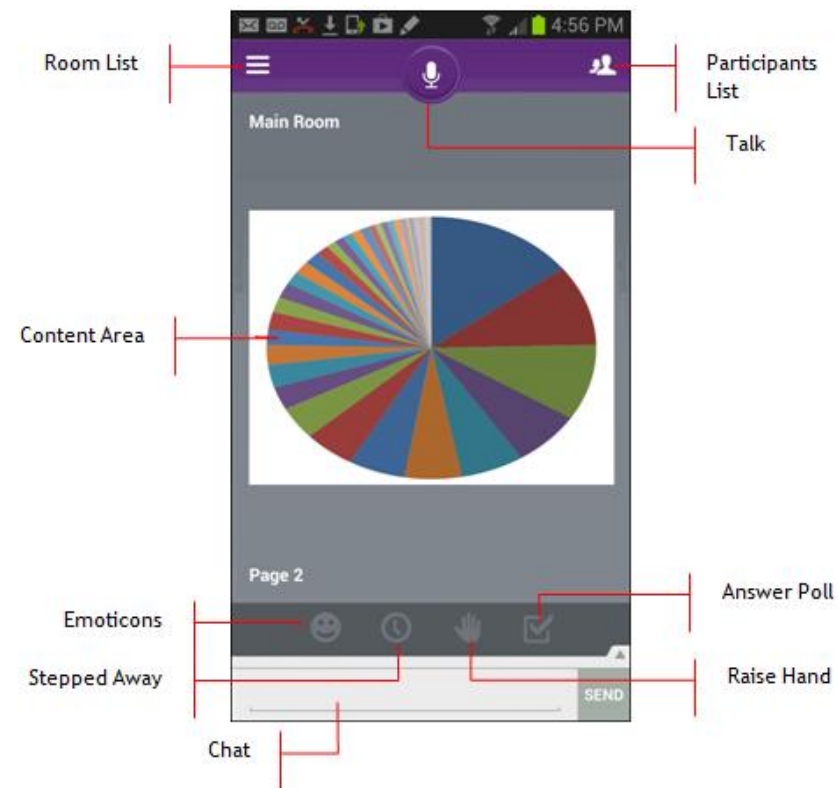 4:56 PM
Room List
Participants
List
Talk
Main Room
Content Area
Page 2
Answer Poll
Emoticons
Stepped Away
Raise Hand
SEND
Chat